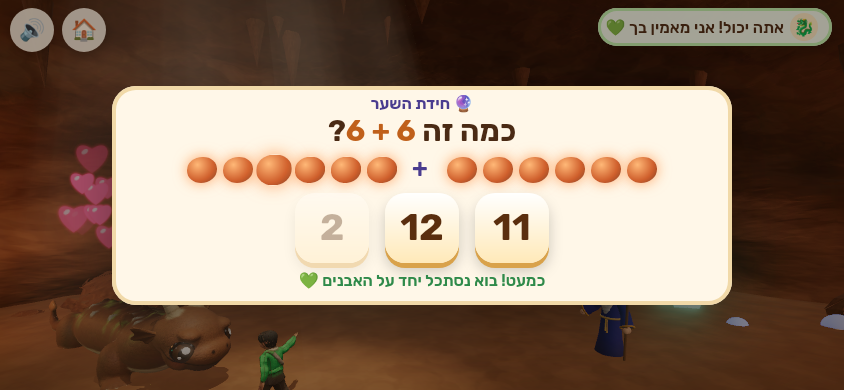 אתה יכול! אני מאמין בך 💚
🔮 חידת השער
כמה זה 6 + 6?
+
11 12 2
כמעט! בוא נסתכל יחד על האבנים 💚